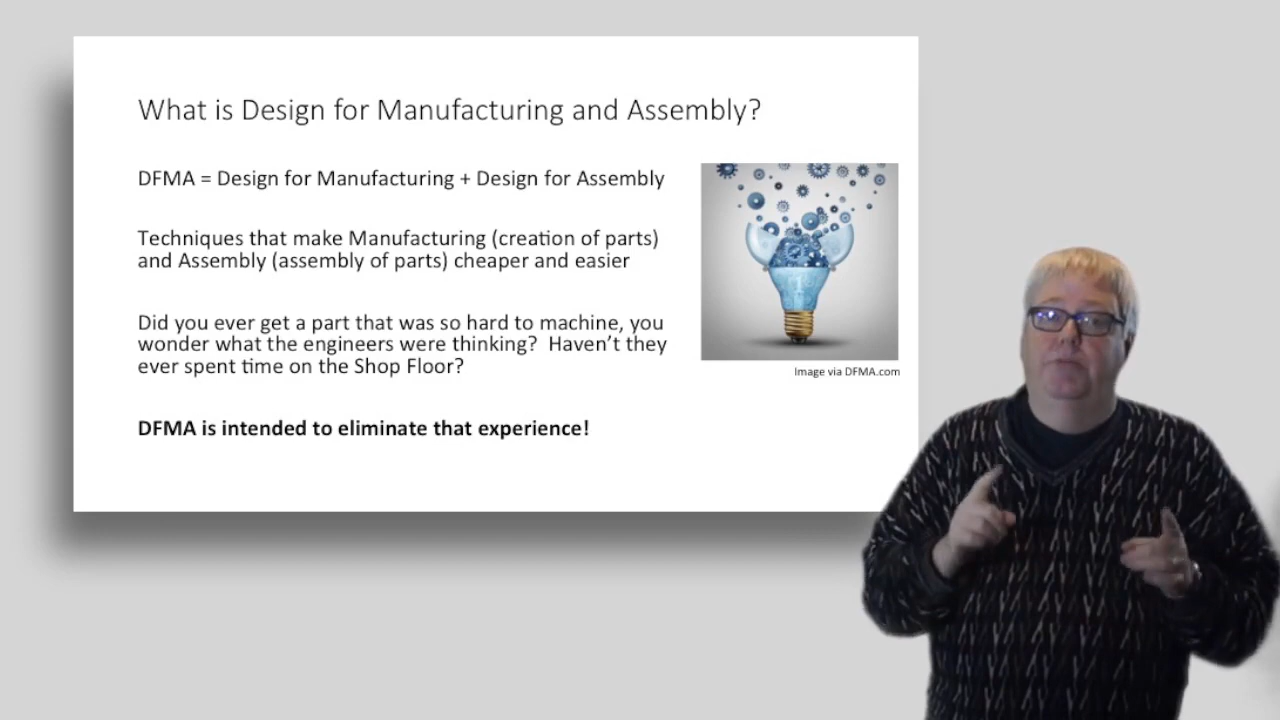 What is Design for Manufacturing and Assembly?
DFMA = Design for Manufacturing + Design for Assembly
Techniques that make Manufacturing (creation of parts)
and Assembly (assembly of parts) cheaper and easier
Did you ever get a part that was so hard to machine, you
wonder what the engineers were thinking?  Haven't they
ever spent time on the Shop Floor?
DFMA is intended to eliminate that experience!
Image via DFMA.com